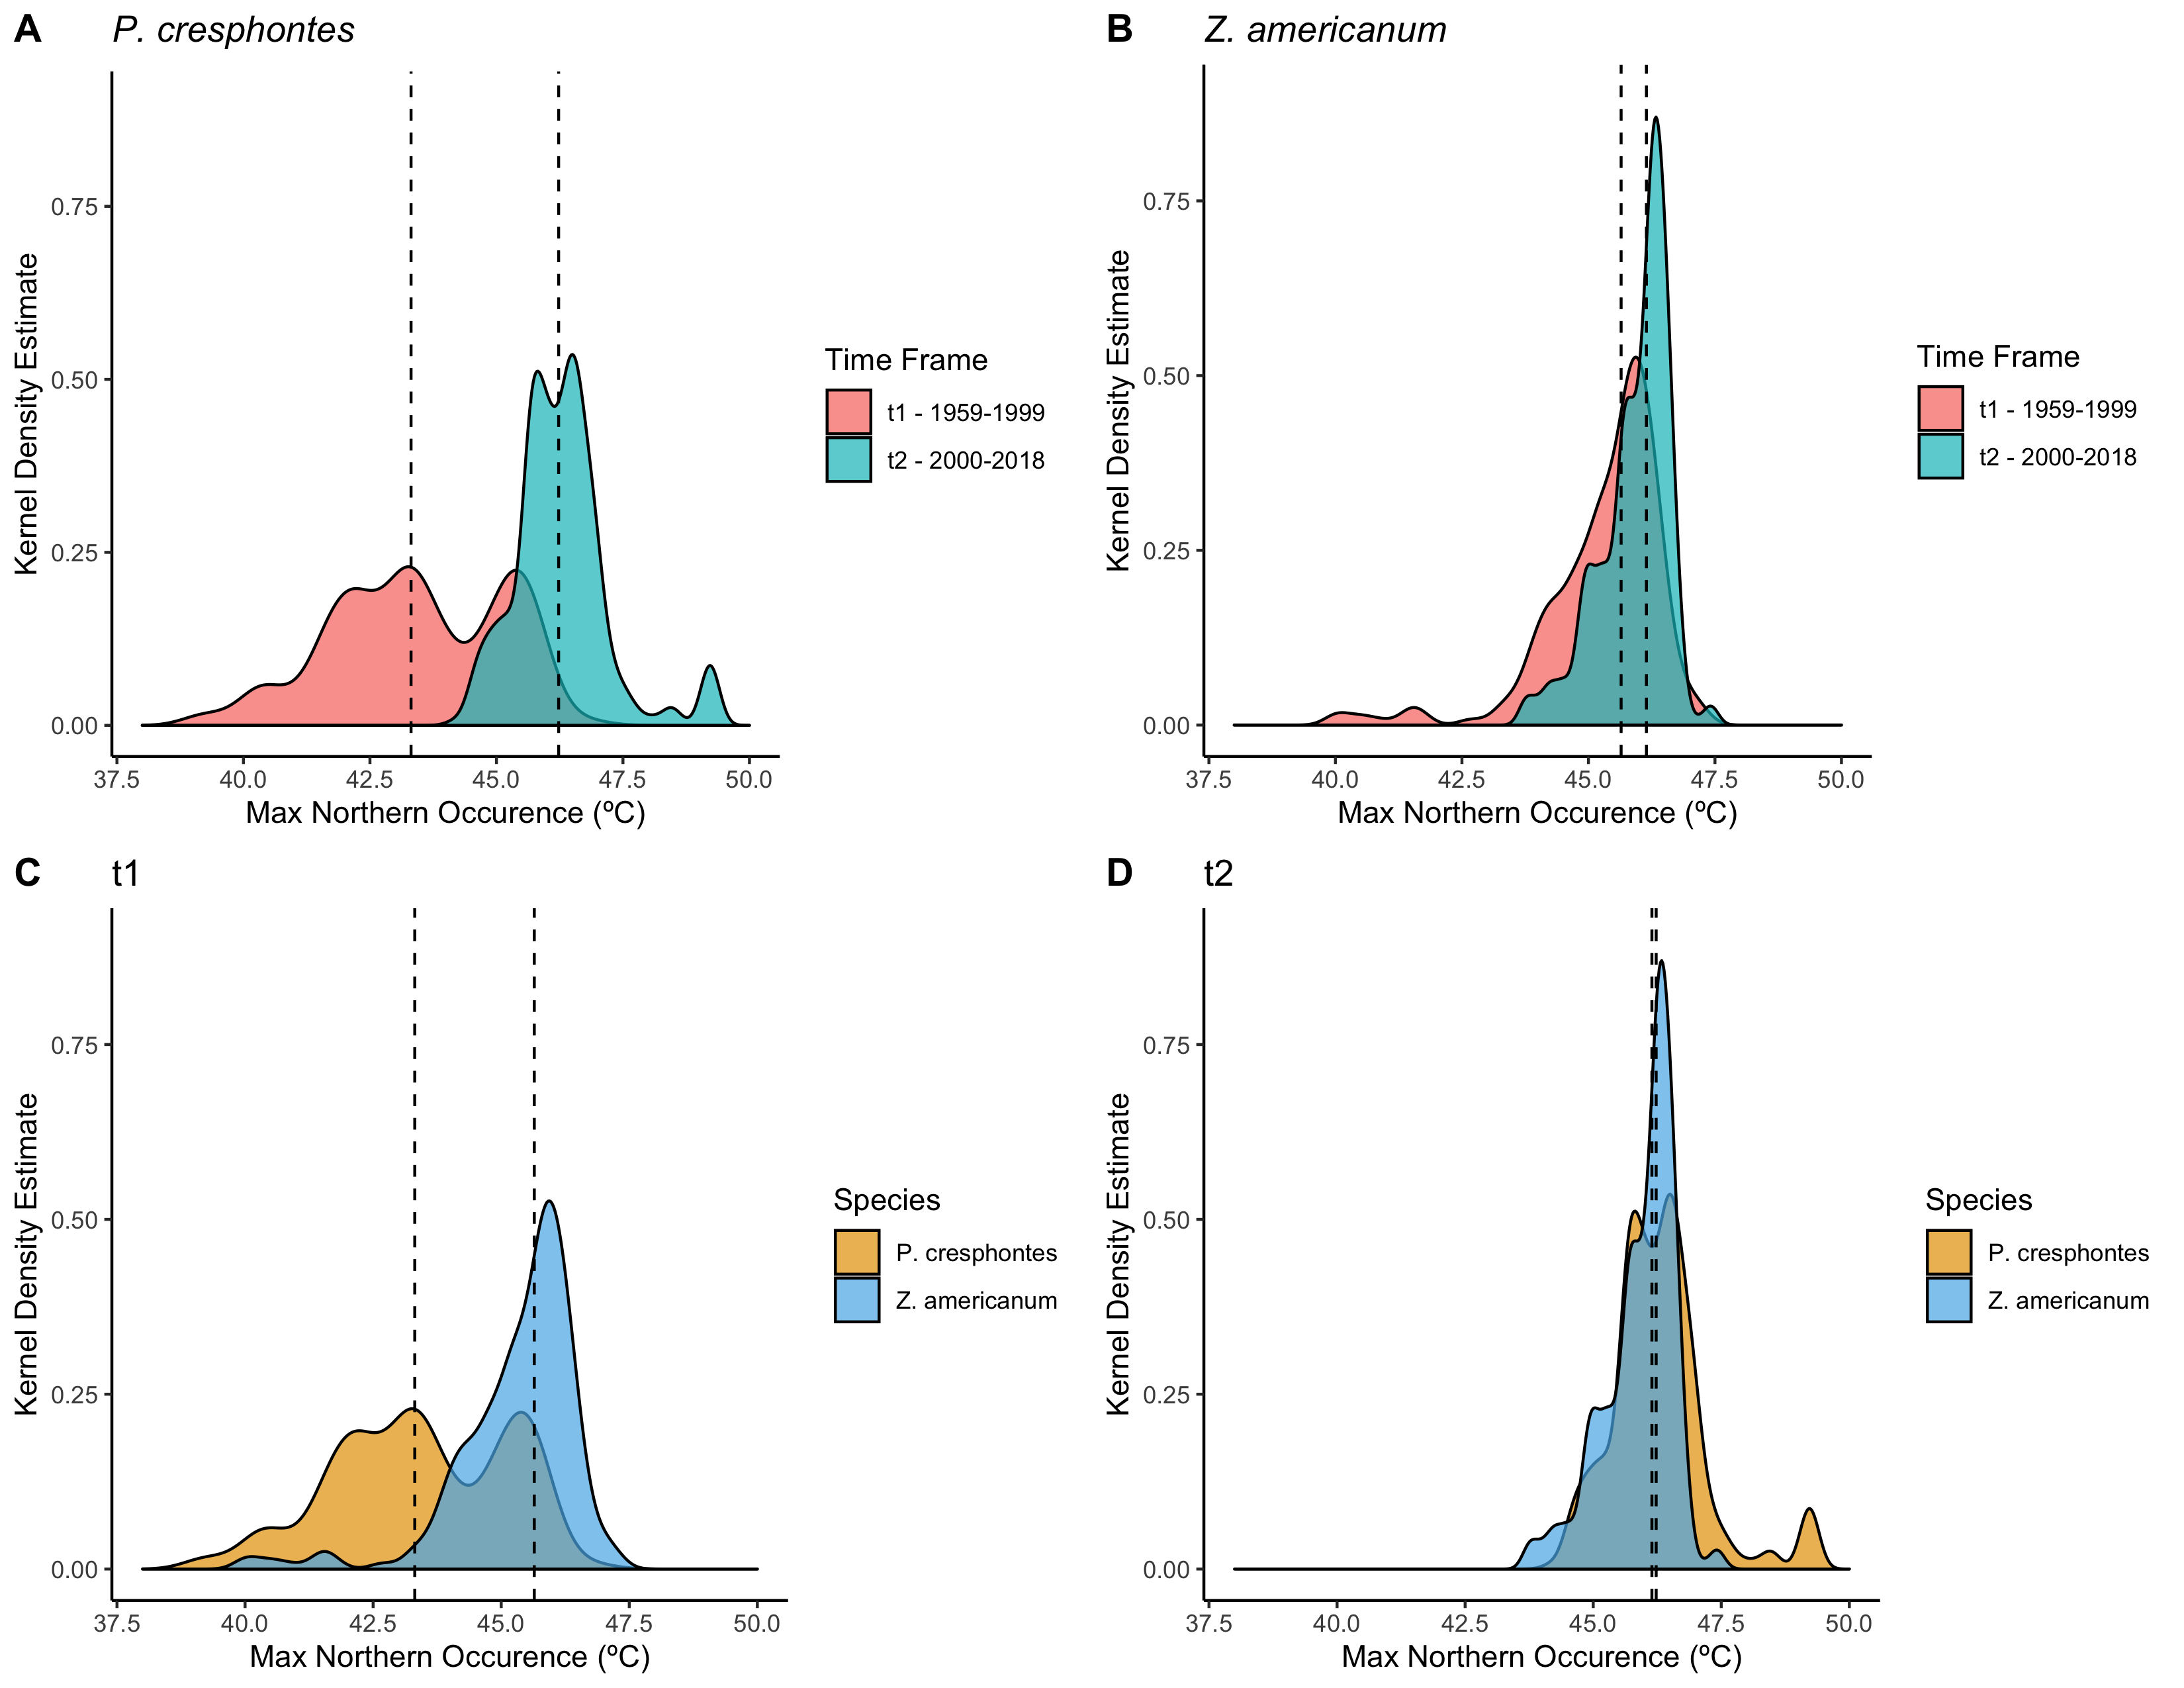 A P. cresphontes
Kernel Density Estimate
0.75
0.50
0.25
0.00
37.5 40.0 42.5 45.0 47.5 50.0
Max Northern Occurence (ºC)
Time Frame
t1 - 1959-1999
t2 - 2000-2018
B Z. americanum
Kernel Density Estimate
0.75
0.50
0.25
0.00
37.5 40.0 42.5 45.0 47.5 50.0
Max Northern Occurence (ºC)
Time Frame
t1 - 1959-1999
t2 - 2000-2018
C t1
Kernel Density Estimate
0.75
0.50
0.25
0.00
37.5 40.0 42.5 45.0 47.5 50.0
Max Northern Occurence (ºC)
Species
P. cresphontes
Z. americanum
D t2
Kernel Density Estimate
0.75
0.50
0.25
0.00
37.5 40.0 42.5 45.0 47.5 50.0
Max Northern Occurence (ºC)
Species
P. cresphontes
Z. americanum